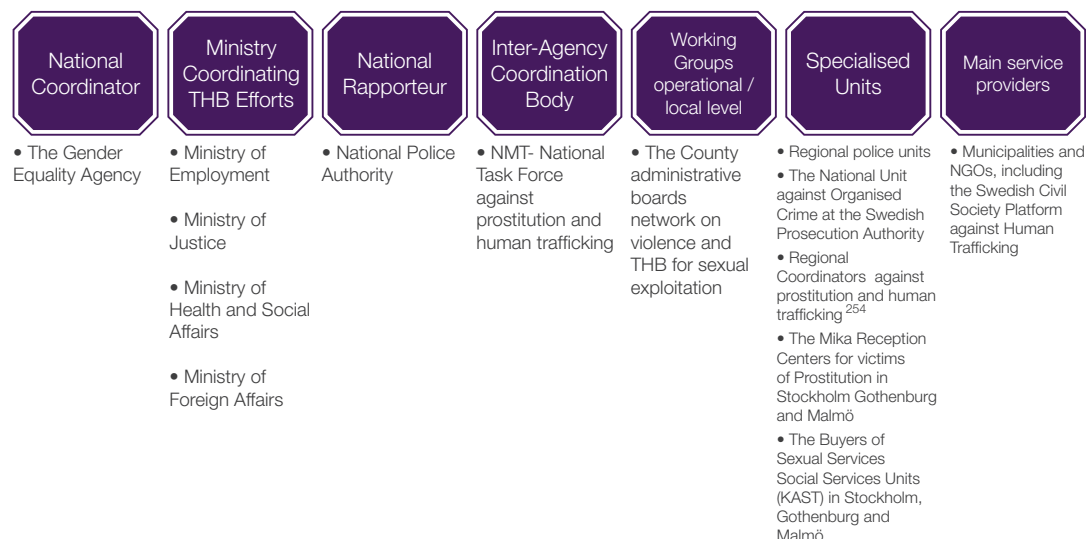 National
Coordinator
• The Gender
Equality Agency
Ministry
Coordinating
THB Efforts
• Ministry of
Employment
• Ministry of
Justice
• Ministry of
Health and Social
Affairs
• Ministry of
Foreign Affairs
National
Rapporteur
• National Police
Authority
Inter-Agency
Coordination
Body
• NMT- National
Task Force
against
prostitution and
human trafficking
Working
Groups
operational /
local level
• The County
administrative
boards
network on
violence and
THB for sexual
exploitation
Specialised
Units
• Regional police units
• The National Unit
against Organised
Crime at the Swedish
Prosecution Authority
• Regional
Coordinators against
prostitution and human
trafficking 254
• The Mika Reception
Centers for victims
of Prostitution in
Stockholm Gothenburg
and Malmö
• The Buyers of
Sexual Services
Social Services Units
(KAST) in Stockholm,
Gothenburg and
Malmö
Main service
providers
• Municipalities and
NGOs, including
the Swedish Civil
Society Platform
against Human
Trafficking